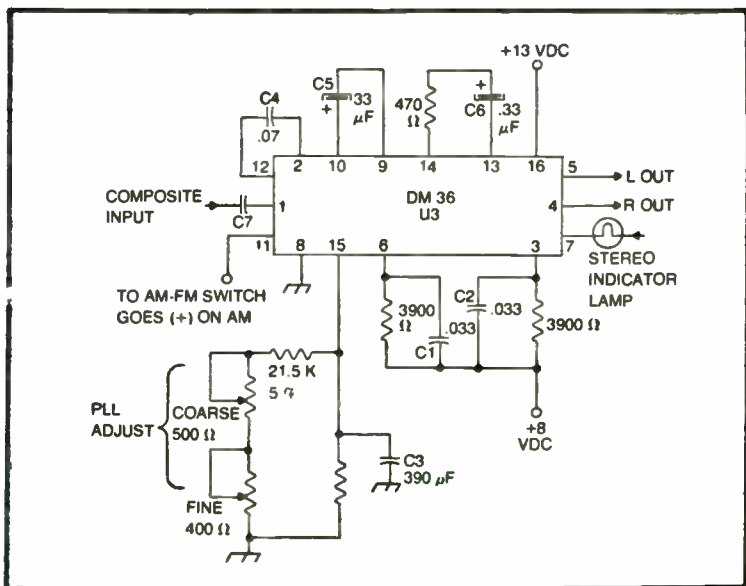 +13 VDC
C5
.33
µF
+
470
Ω
+
C6
.33
µF
C4
.07
12
2
10
9
14
13
16
5
L OUT
COMPOSITE
INPUT
C7
1
DM 36
U3
4
R OUT
11
8
15
6
3
7
STEREO
INDICATOR
LAMP
TO AM-FM SWITCH
GOES (+) ON AM
3900
Ω
C2
.033
.033
C1
3900 Ω
21.5 K
PLL
ADJUST
COARSE
500 Ω
+8
VDC
C3
390 µF
FINE
400 Ω